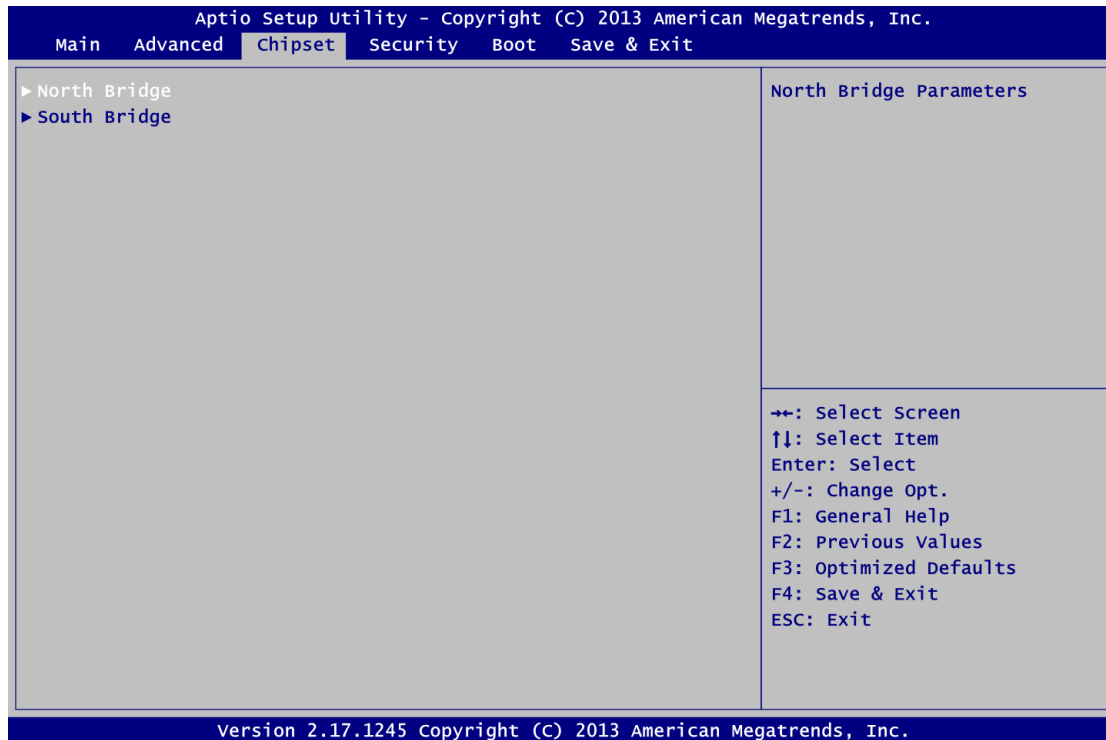 Aptio Setup Utility - Copyright (C) 2013 American Megatrends, Inc.
Main Advanced Chipset Security Boot Save & Exit
►North Bridge
►South Bridge
North Bridge Parameters
→←: Select Screen
↑↓: Select Item
Enter: Select
+/-: Change Opt.
F1: General Help
F2: Previous Values
F3: Optimized Defaults
F4: Save & Exit
ESC: Exit
Version 2.17.1245 Copyright (C) 2013 American Megatrends, Inc.